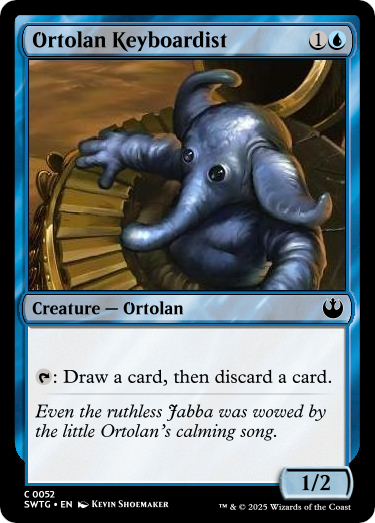 Ortolan Keyboardist 1
Creature — Ortolan
: Draw a card, then discard a card.
Even the ruthless Jabba was wowed by
the little Ortolan's calming song.
1/2
C 0052
SWTG • EN Kevin Shoemaker
™ & © 2025 Wizards of the Coast